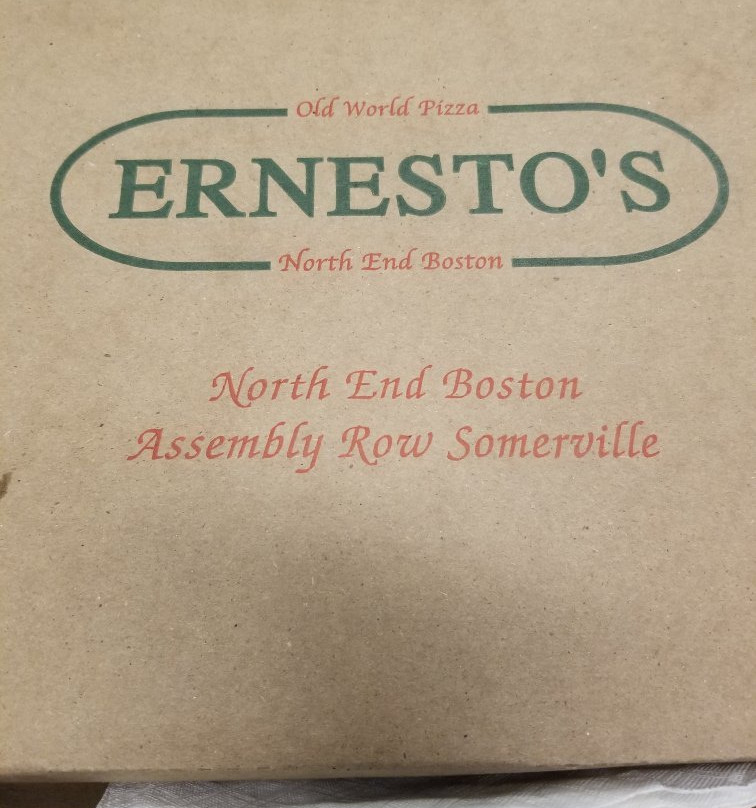 Old World Pizza
ERNESTO'S
North End Boston
North End Boston
Assembly Row Somerville